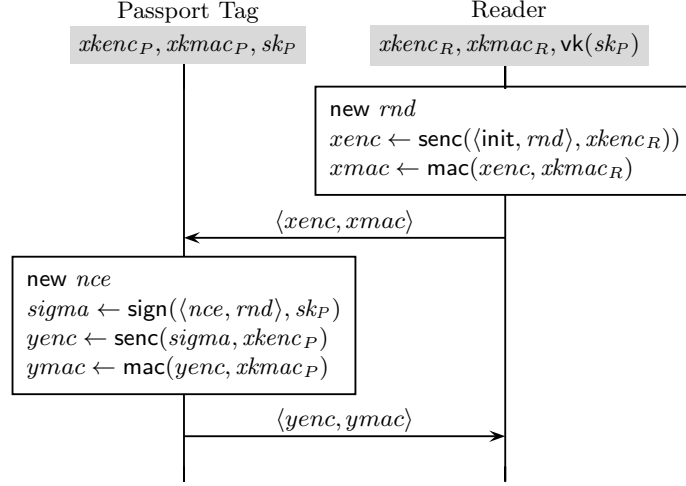 Passport Tag
Reader
xkenc_P, xkmac_P, sk_P
xkenc_R, xkmac_R, vk(sk_P)
new rnd
xenc ← senc(⟨init, rnd⟩, xkenc_R))
xmac ← mac(xenc, xkmac_R)
⟨xenc, xmac⟩
new nce
sigma ← sign(⟨nce, rnd⟩, sk_P)
yenc ← senc(sigma, xkenc_P)
ymac ← mac(yenc, xkmac_P)
⟨yenc, ymac⟩